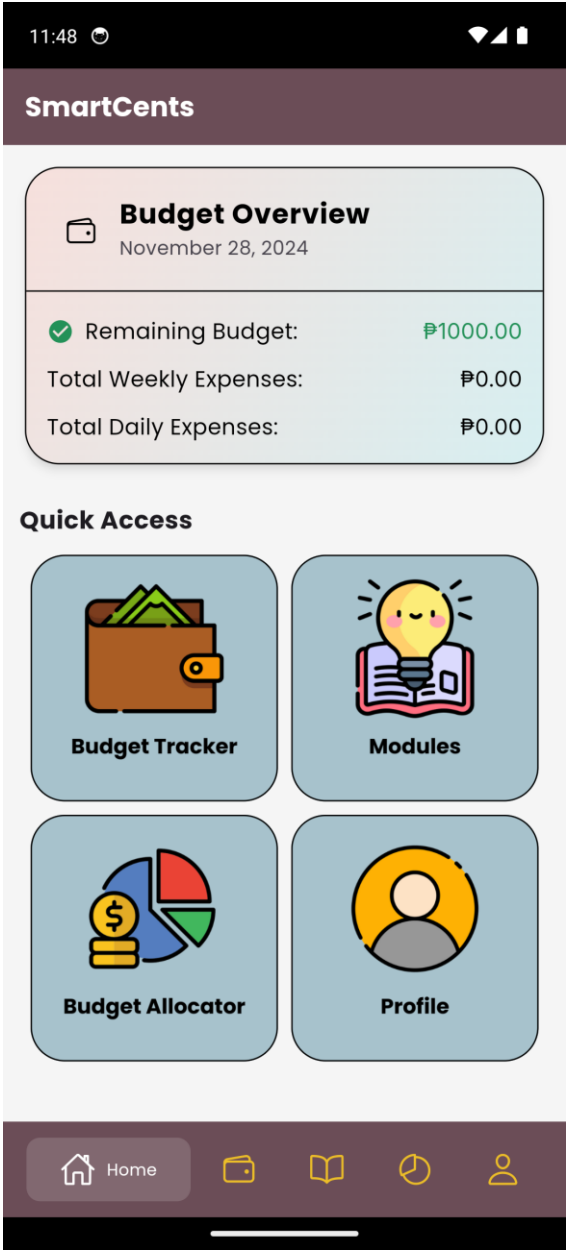 11:48
SmartCents
Budget Overview
November 28, 2024
Remaining Budget: ₱1000.00
Total Weekly Expenses: ₱0.00
Total Daily Expenses: ₱0.00
Quick Access
Budget Tracker
Modules
$
Budget Allocator
Profile
Home